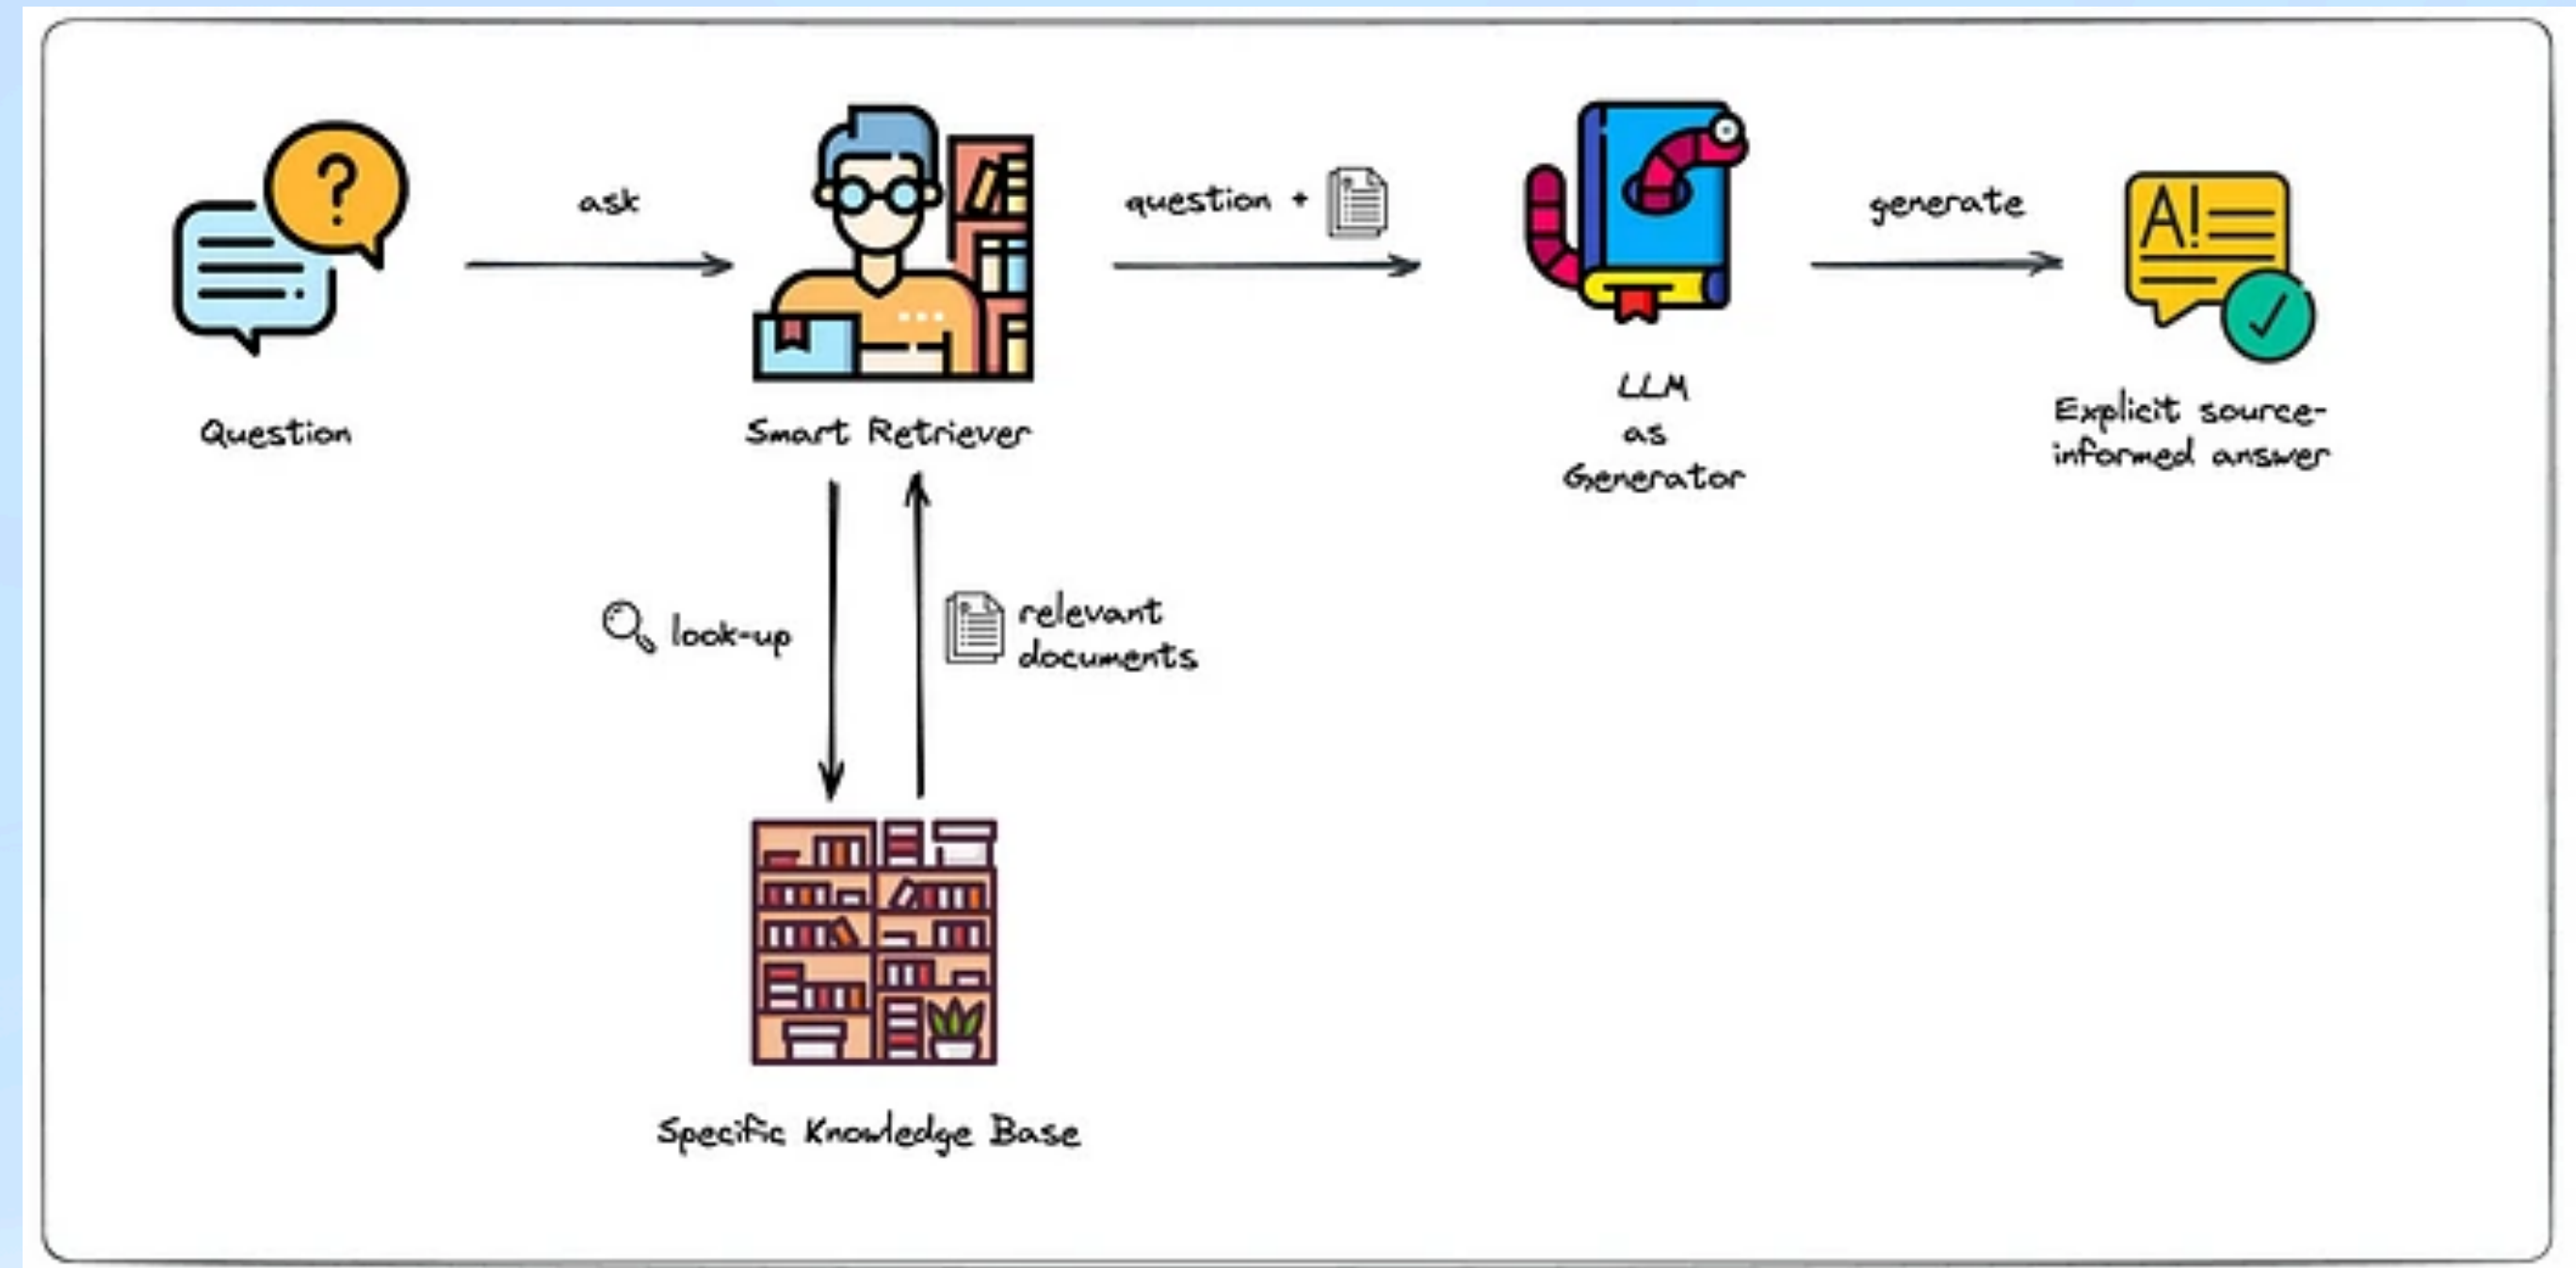 ?
ask
question +
generate
A!
Question
Smart Retriever
LLM
as
Generator
Explicit source-
informed answer
look-up
relevant
documents
Specific Knowledge Base